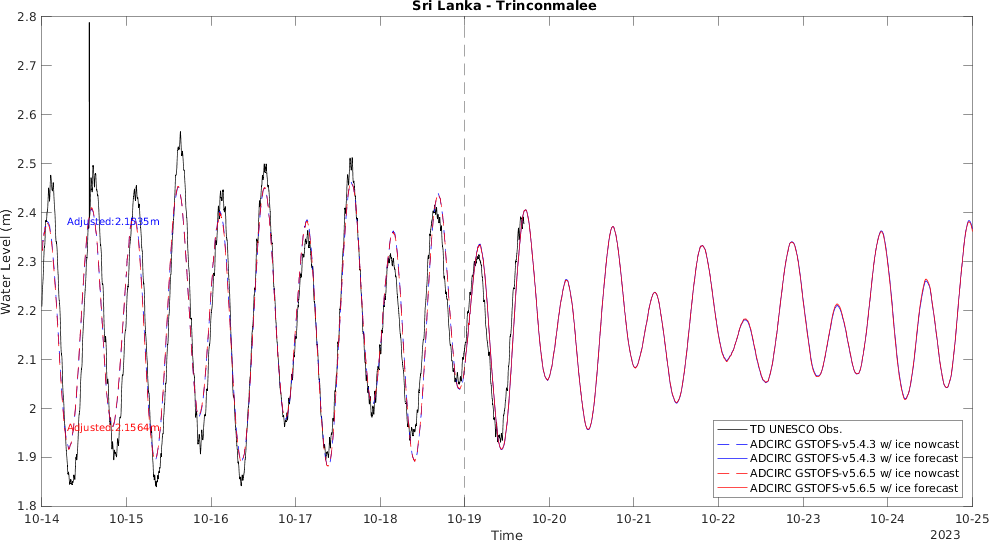 Sri Lanka - Trinconmalee
2.8
2.7
2.6
2.5
2.4
2.3
2.2
2.1
2
1.9
1.8
Water Level (m)
Adjusted:2.1935m
Adjusted:2.1564m
TD UNESCO Obs.
ADCIRC GSTOFS-v5.4.3 w/ ice nowcast
ADCIRC GSTOFS-v5.4.3 w/ ice forecast
ADCIRC GSTOFS-v5.6.5 w/ ice nowcast
ADCIRC GSTOFS-v5.6.5 w/ ice forecast
10-14 10-15 10-16 10-17 10-18 10-19 10-20 10-21 10-22 10-23 10-24 10-25
Time
2023